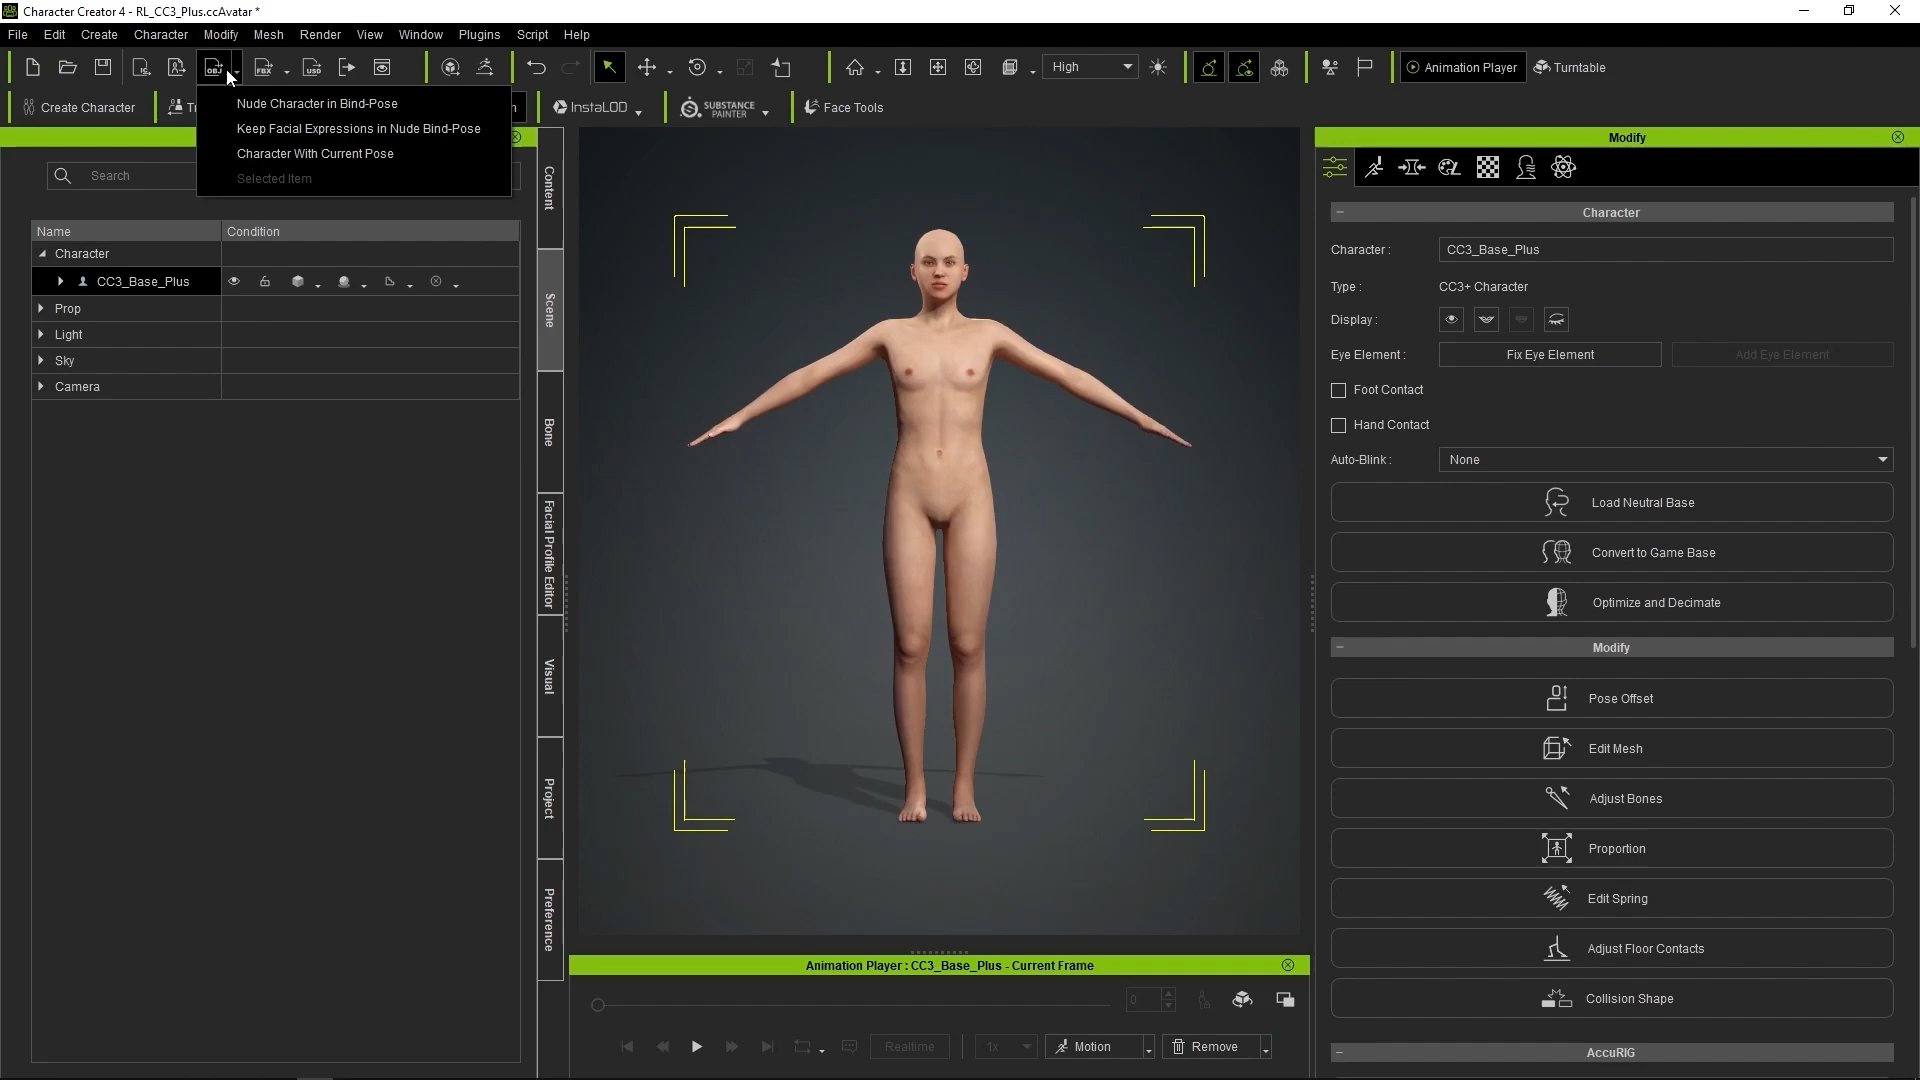 Character Creator 4 - RL_CC3_Plus.ccAvatar *
File Edit Create Character Modify Mesh Render View Window Plugins Script Help
OBJ FBX USD High Animation Player Turntable
Create Character InstaLOD SUBSTANCE PAINTER Face Tools
Nude Character in Bind-Pose
Keep Facial Expressions in Nude Bind-Pose
Character With Current Pose
Selected Item
Search
Name Condition
Character
CC3_Base_Plus
Prop
Light
Sky
Camera
Content
Scene
Bone
Facial Profile Editor
Visual
Project
Preference
Animation Player : CC3_Base_Plus - Current Frame
0
Realtime 1x Motion Remove
Modify
Character
Character : CC3_Base_Plus
Type : CC3+ Character
Display :
Eye Element : Fix Eye Element Add Eye Element
Foot Contact
Hand Contact
Auto-Blink : None
Load Neutral Base
Convert to Game Base
Optimize and Decimate
Modify
Pose Offset
Edit Mesh
Adjust Bones
Proportion
Edit Spring
Adjust Floor Contacts
Collision Shape
AccuRIG